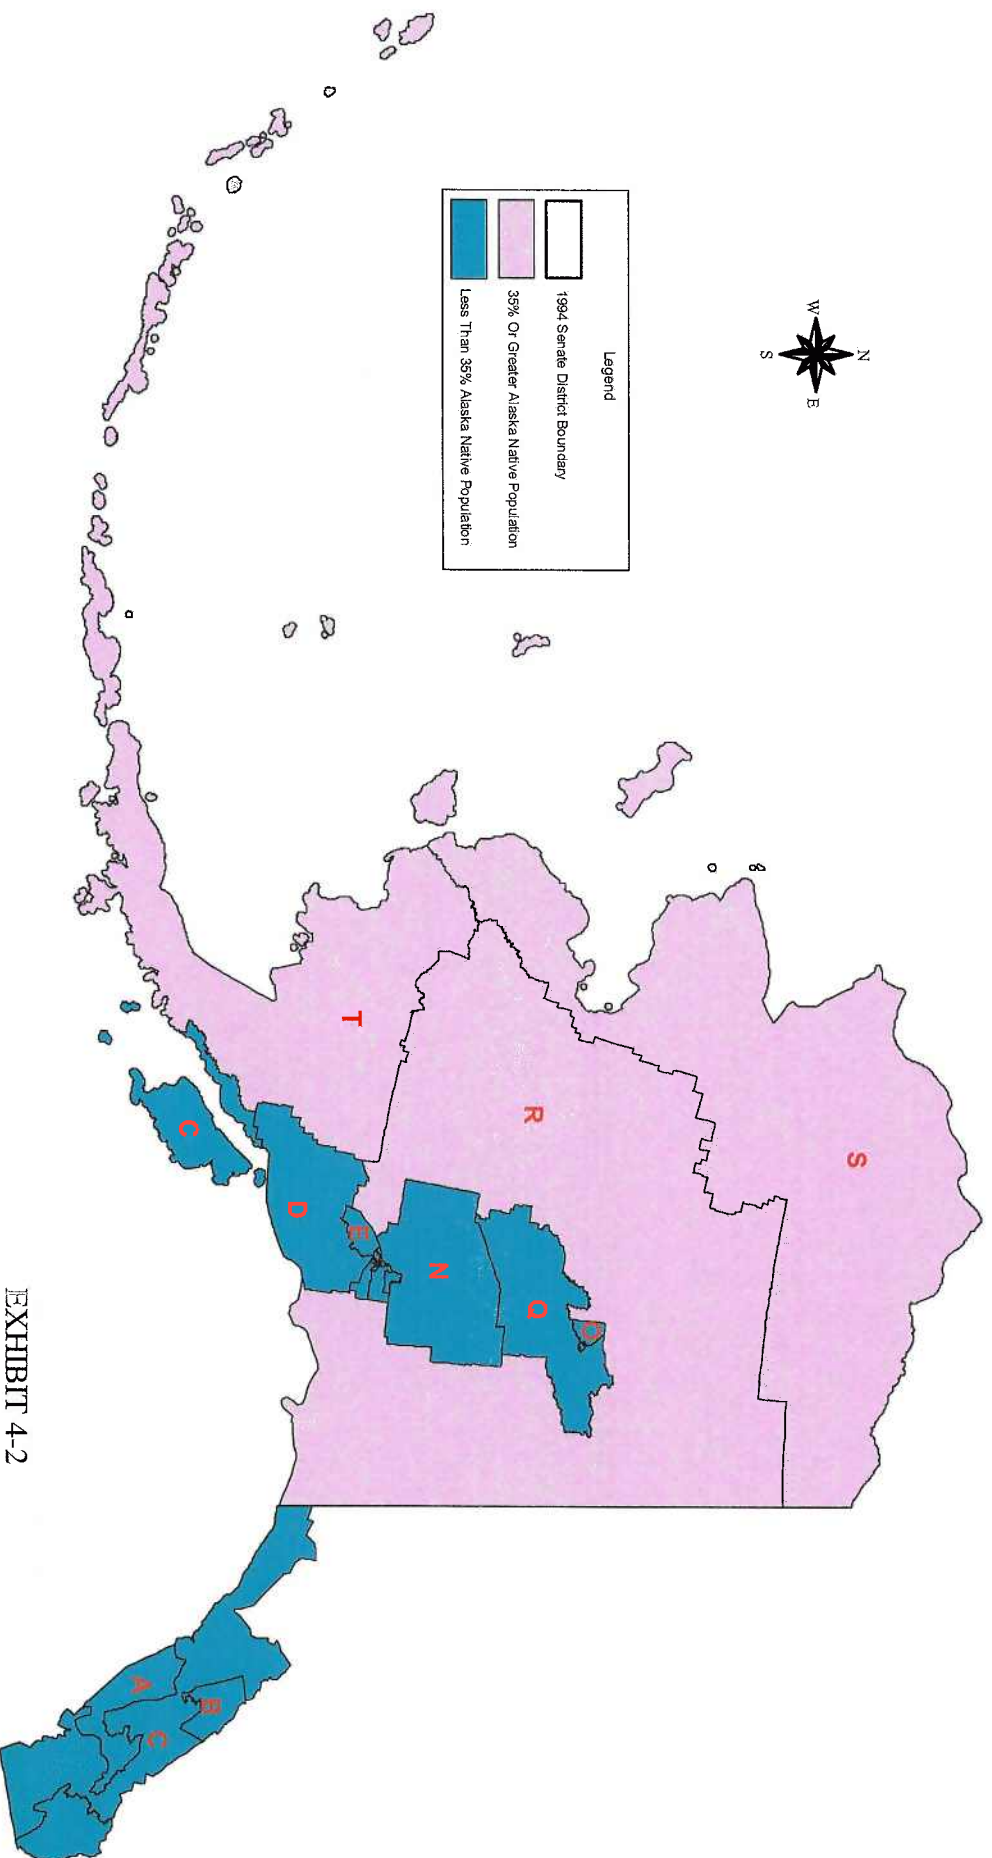 N
W
E
S
Legend
1994 Senate District Boundary
35% Or Greater Alaska Native Population
Less Than 35% Alaska Native Population
S
R
T
Q
O
N
E
D
C
A
B
C
EXHIBIT 4-2